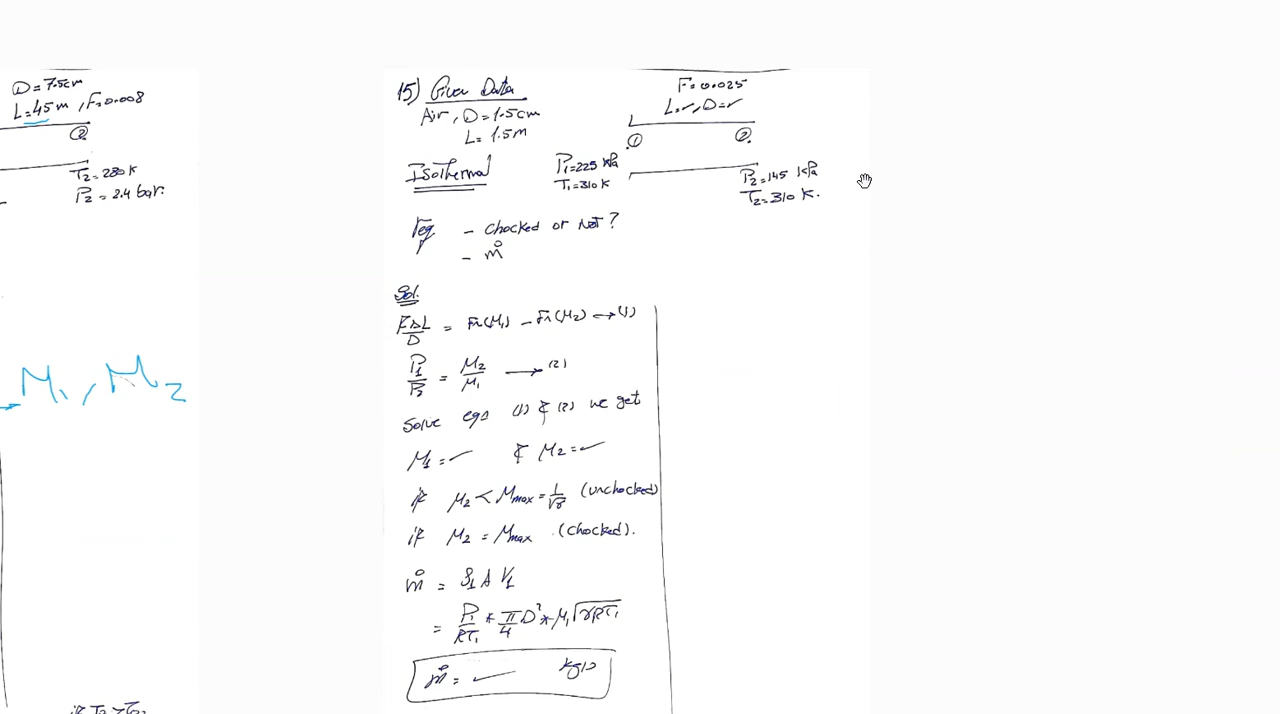 D = 7.5cm
L = 45 m , F = 0.008
②
T2 = 280 K
P2 = 2.4 bar.
M1 , M2
15) Given Data
Air , D = 1.5cm
L = 1.5m
Isothermal
F = 0.025
L = ✓, D = ✓
① ②
P1 = 225 kPa
T1 = 310 K
P2 = 145 kPa
T2 = 310 K.
req - chocked or not ?
- ṁ
Sol.
FΔL/D = Fn(M1) - Fn(M2) → (1)
P1/P2 = M2/M1 → (2)
Solve eqs (1) & (2) we get
M1 = ✓ & M2 = ✓
if M2 < Mmax = 1/√γ (unchocked)
if M2 = Mmax (chocked).
ṁ = ρ1 A V1
= P1/RT1 * π/4 D² * M1 √γRT1
ṁ = ✓ kg/s